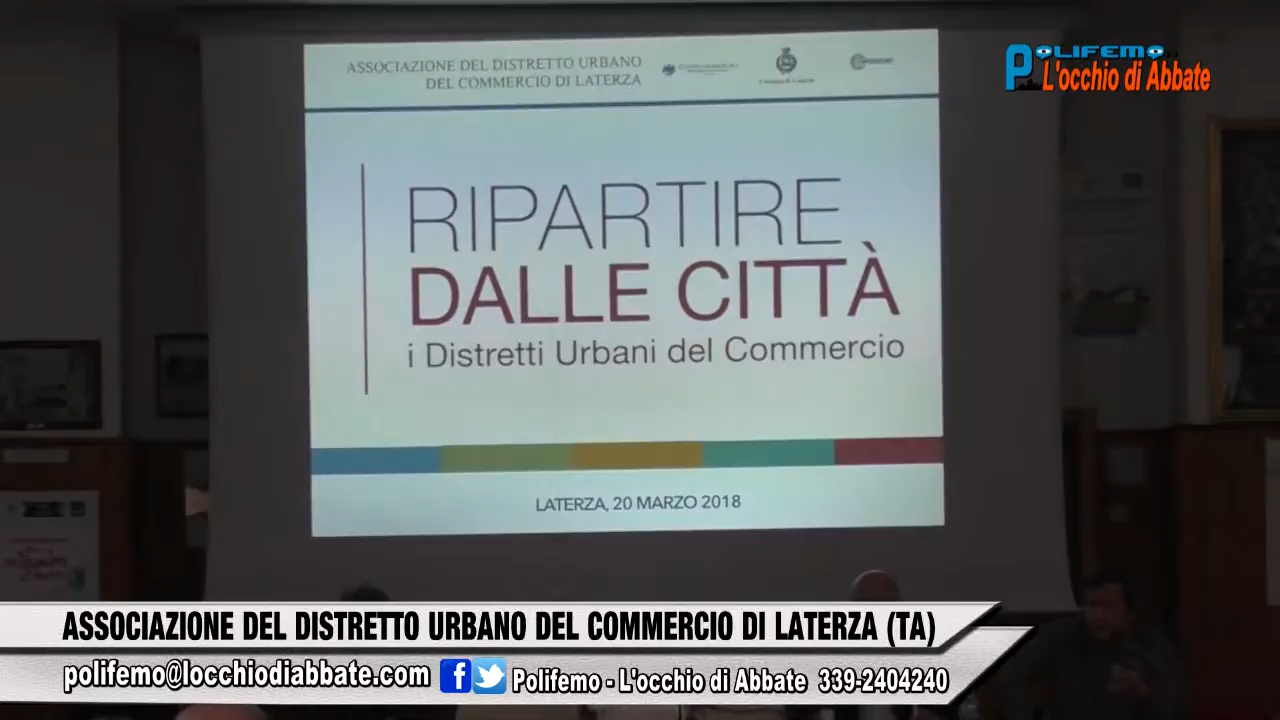 ASSOCIAZIONE DEL DISTRETTO URBANO
DEL COMMERCIO DI LATERZA
POLIFEMO
L'occhio di Abbate
RIPARTIRE
DALLE CITTÀ
i Distretti Urbani del Commercio
LATERZA, 20 MARZO 2018
ASSOCIAZIONE DEL DISTRETTO URBANO DEL COMMERCIO DI LATERZA (TA)
polifemo@locchiodiabbate.com
Polifemo - L'occhio di Abbate 339-2404240